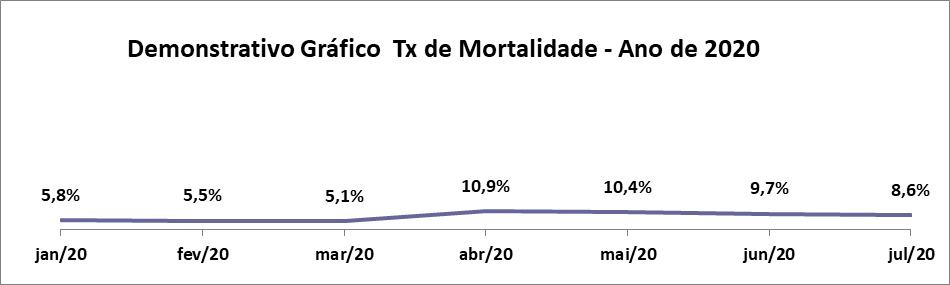 Demonstrativo Gráfico  Tx de Mortalidade - Ano de 2020
5,8% 5,5% 5,1% 10,9% 10,4% 9,7% 8,6%
jan/20 fev/20 mar/20 abr/20 mai/20 jun/20 jul/20